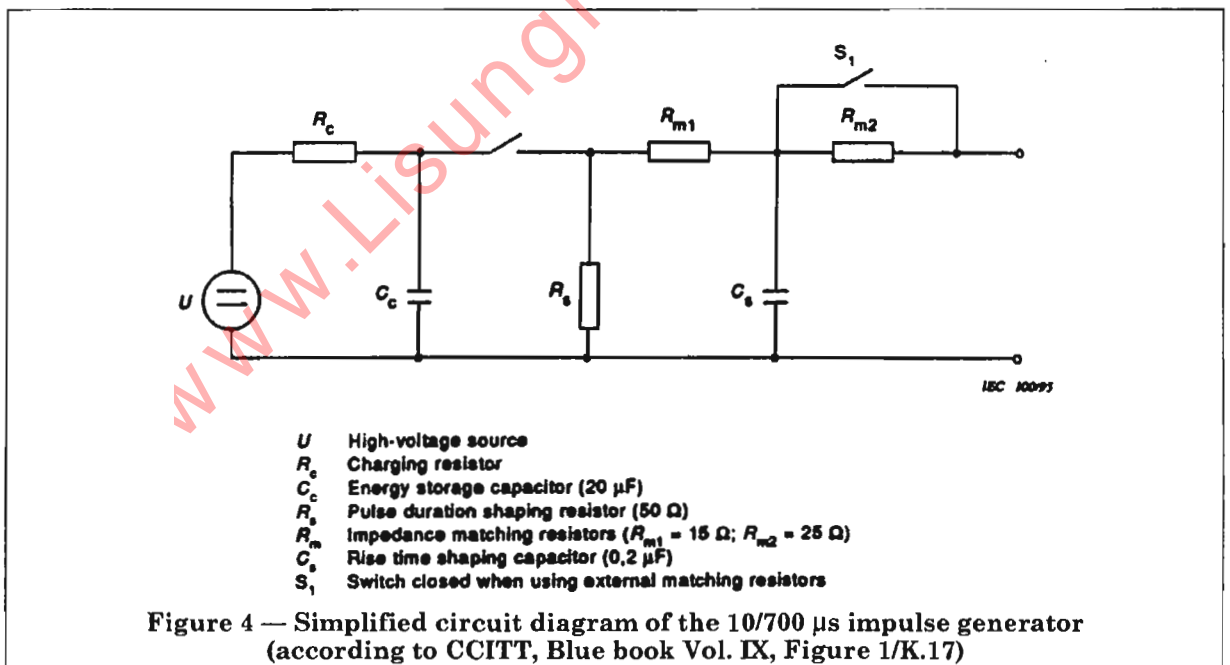 www.Lisung
S1
Rc
Rm1
Rm2
U
Cc
Rs
Cs
IEC 100/95
U High-voltage source
Rc Charging resistor
Cc Energy storage capacitor (20 μF)
Rs Pulse duration shaping resistor (50 Ω)
Rm Impedance matching resistors (Rm1 = 15 Ω; Rm2 = 25 Ω)
Cs Rise time shaping capacitor (0,2 μF)
S1 Switch closed when using external matching resistors
Figure 4 — Simplified circuit diagram of the 10/700 μs impulse generator
(according to CCITT, Blue book Vol. IX, Figure 1/K.17)